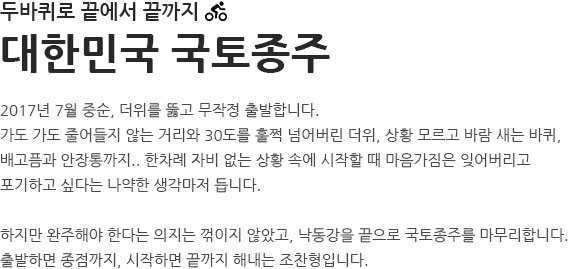 두바퀴로 끝에서 끝까지
대한민국 국토종주
2017년 7월 중순, 더위를 뚫고 무작정 출발합니다.
가도 가도 줄어들지 않는 거리와 30도를 훌쩍 넘어버린 더위, 상황 모르고 바람 새는 바퀴,
배고픔과 안장통까지.. 한차례 자비 없는 상황 속에 시작할 때 마음가짐은 잊어버리고
포기하고 싶다는 나약한 생각마저 듭니다.
하지만 완주해야 한다는 의지는 꺾이지 않았고, 낙동강을 끝으로 국토종주를 마무리합니다.
출발하면 종점까지, 시작하면 끝까지 해내는 조찬형입니다.